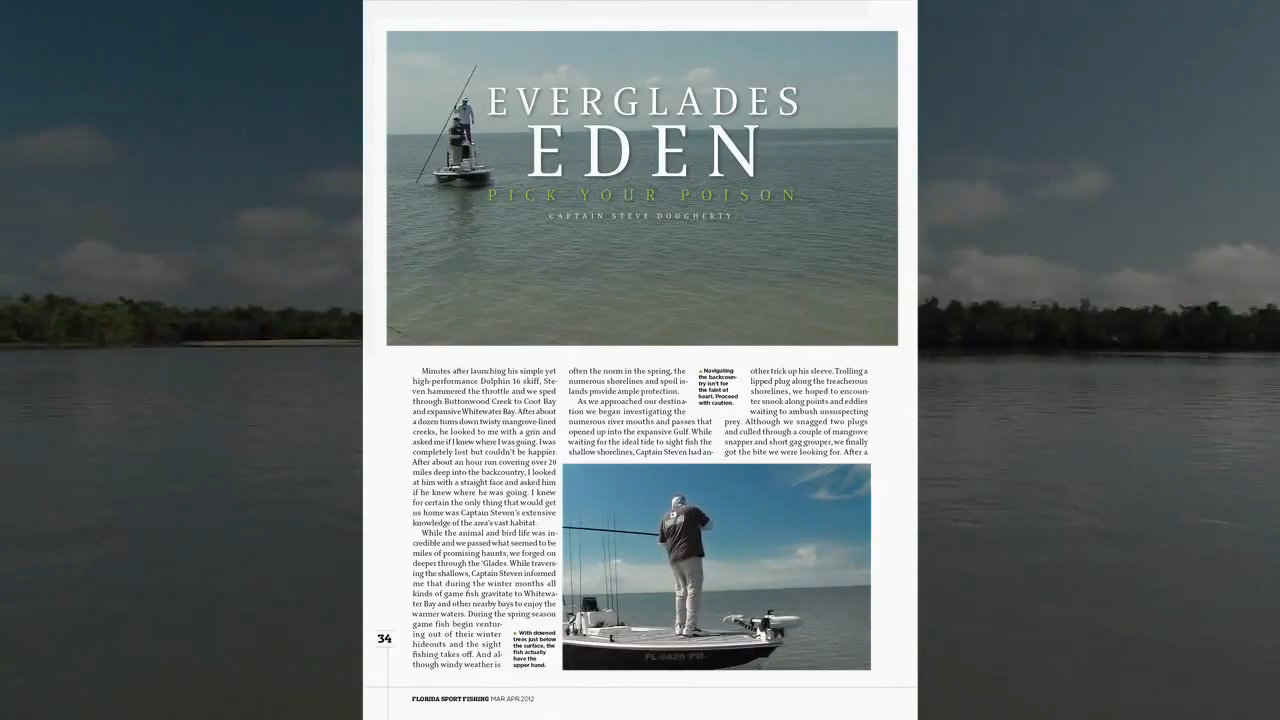 EVERGLADES
EDEN
PICK YOUR POISON
CAPTAIN STEVE DOUGHERTY
Minutes after launching his simple yet
high-performance Dolphin 16 skiff, Ste-
ven hammered the throttle and we sped
through Buttonwood Creek to Coot Bay
and expansive Whitewater Bay. After about
a dozen turns down twisty mangrove-lined
creeks, he looked to me with a grin and
asked me if I knew where I was going. I was
completely lost but couldn't be happier.
After about an hour run covering over 20
miles deep into the backcountry, I looked
at him with a straight face and asked him
if he knew where he was going. I knew
for certain the only thing that would get
us home was Captain Steven's extensive
knowledge of the area's vast habitat.
While the animal and bird life was in-
credible and we passed what seemed to be
miles of promising haunts, we forged on
deeper through the 'Glades. While travers-
ing the shallows, Captain Steven informed
me that during the winter months all
kinds of game fish gravitate to Whitewa-
ter Bay and other nearby bays to enjoy the
warmer waters. During the spring season
game fish begin ventur-
ing out of their winter
hideouts and the sight
fishing takes off. And al-
though windy weather is
often the norm in the spring, the
numerous shorelines and spoil is-
lands provide ample protection.
As we approached our destina-
tion we began investigating the
numerous river mouths and passes that
opened up into the expansive Gulf. While
waiting for the ideal tide to sight fish the
shallow shorelines, Captain Steven had an-
Navigating
the backcoun-
try isn't for
the faint of
heart. Proceed
with caution.
other trick up his sleeve. Trolling a
lipped plug along the treacherous
shorelines, we hoped to encoun-
ter snook along points and eddies
waiting to ambush unsuspecting
prey. Although we snagged two plugs
and culled through a couple of mangrove
snapper and short gag grouper, we finally
got the bite we were looking for. After a
With downed
trees just below
the surface, the
fish actually
have the
upper hand.
34
FLORIDA SPORT FISHING MAR.APR.2012